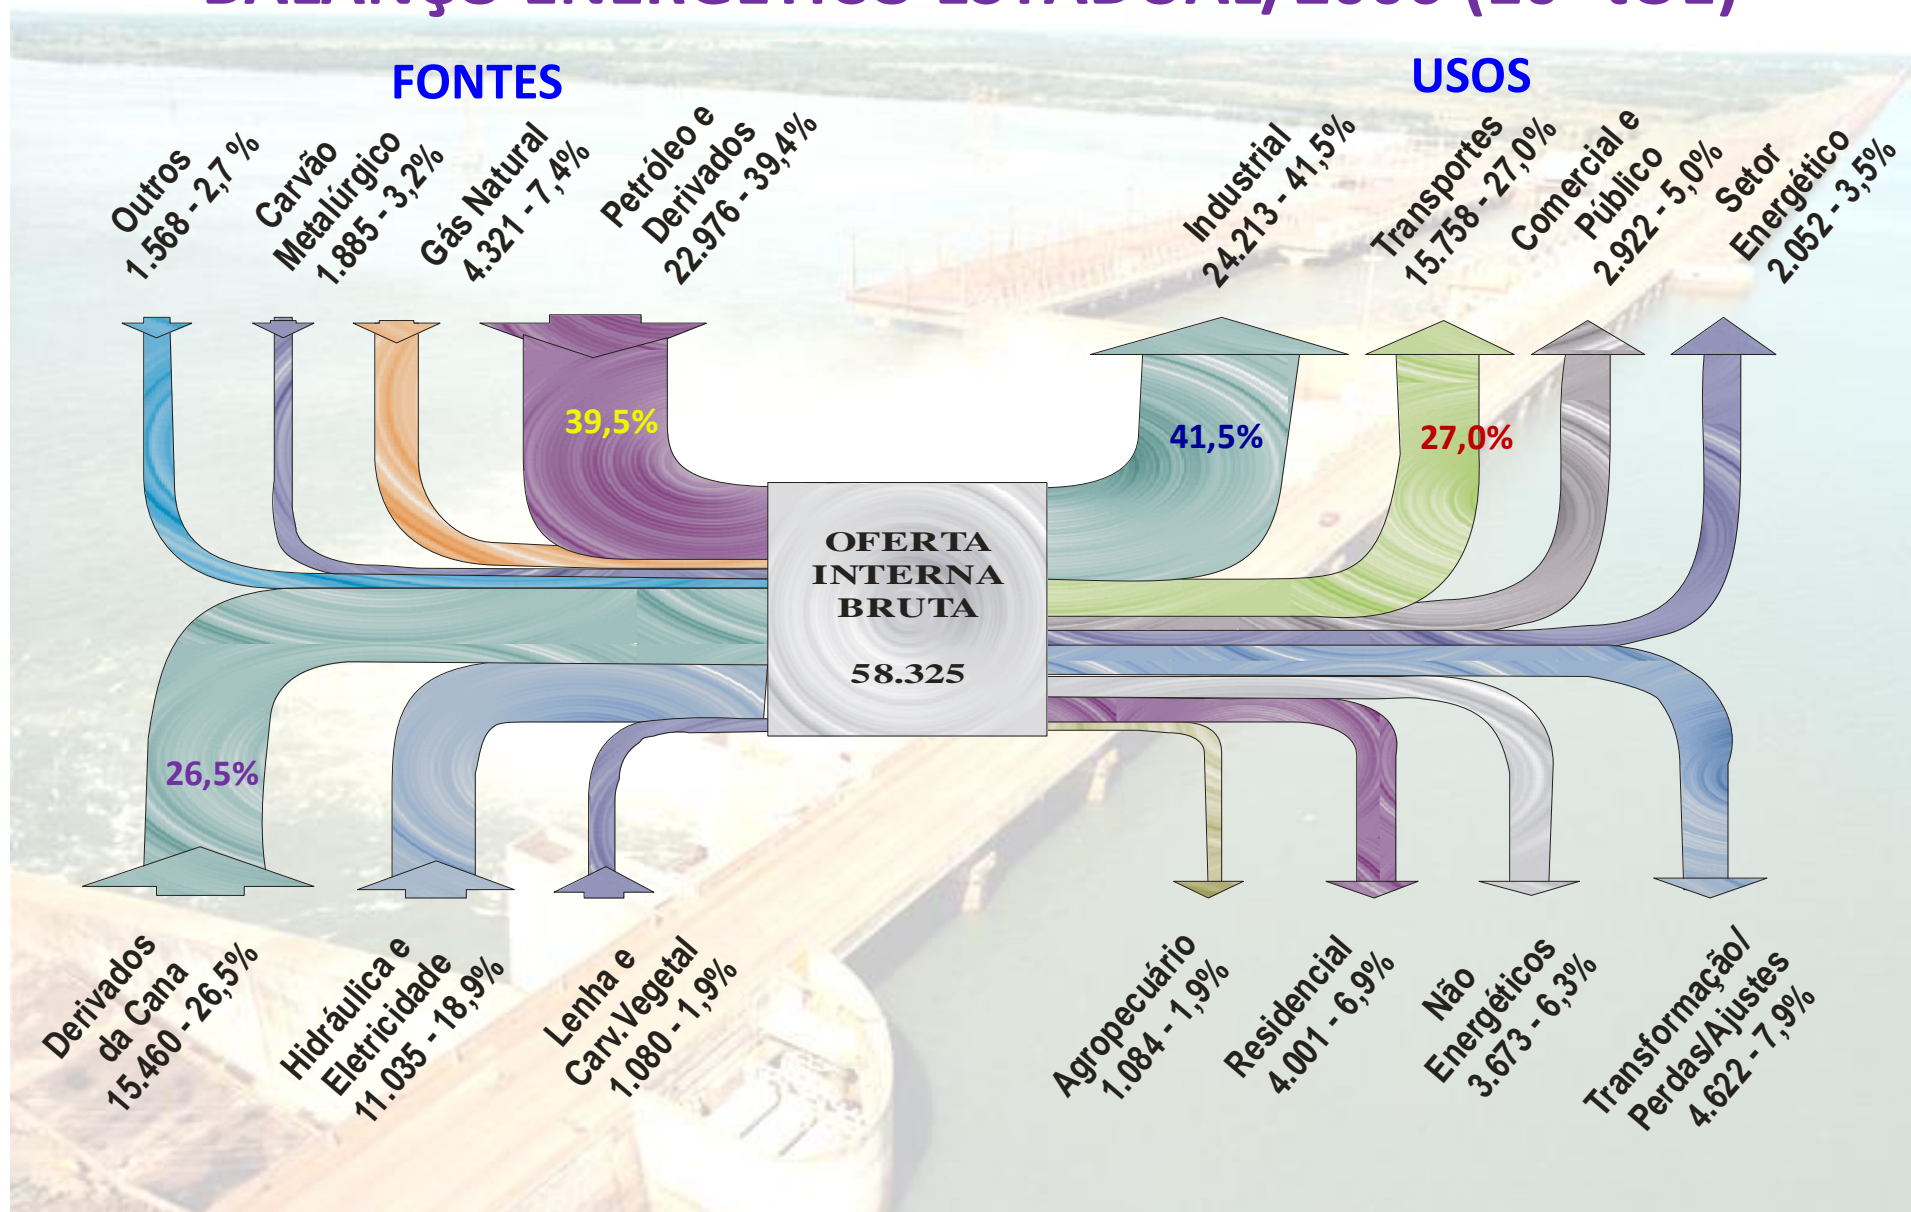 FONTES
USOS
Outros
1.568 - 2,7 %
Carvão
Metalúrgico
1.885 - 3,2%
Gás Natural
4.321 - 7,4%
Petróleo e
Derivados
22.976 - 39,4%
Industrial
24.213 - 41,5%
Transportes
15.758 - 27,0%
Comercial e
Público
2.922 - 5,0%
Setor
Energético
2.052 - 3,5%
39,5%
41,5%
27,0%
OFERTA
INTERNA
BRUTA
58.325
26,5%
Derivados
da Cana
15.460 - 26,5%
Hidráulica e
Eletricidade
11.035 - 18,9%
Lenha e
Carv.Vegetal
1.080 - 1,9%
Agropecuário
1.084 - 1,9%
Residencial
4.001 - 6,9%
Não
Energéticos
3.673 - 6,3%
Transformação/
Perdas/Ajustes
4.622 - 7,9%